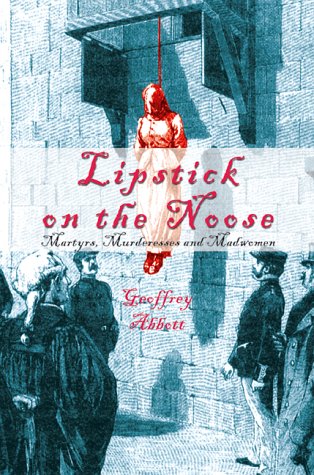 Lipstick
on the Noose
Martyrs, Murderesses and Madwomen
Geoffrey
Abbott